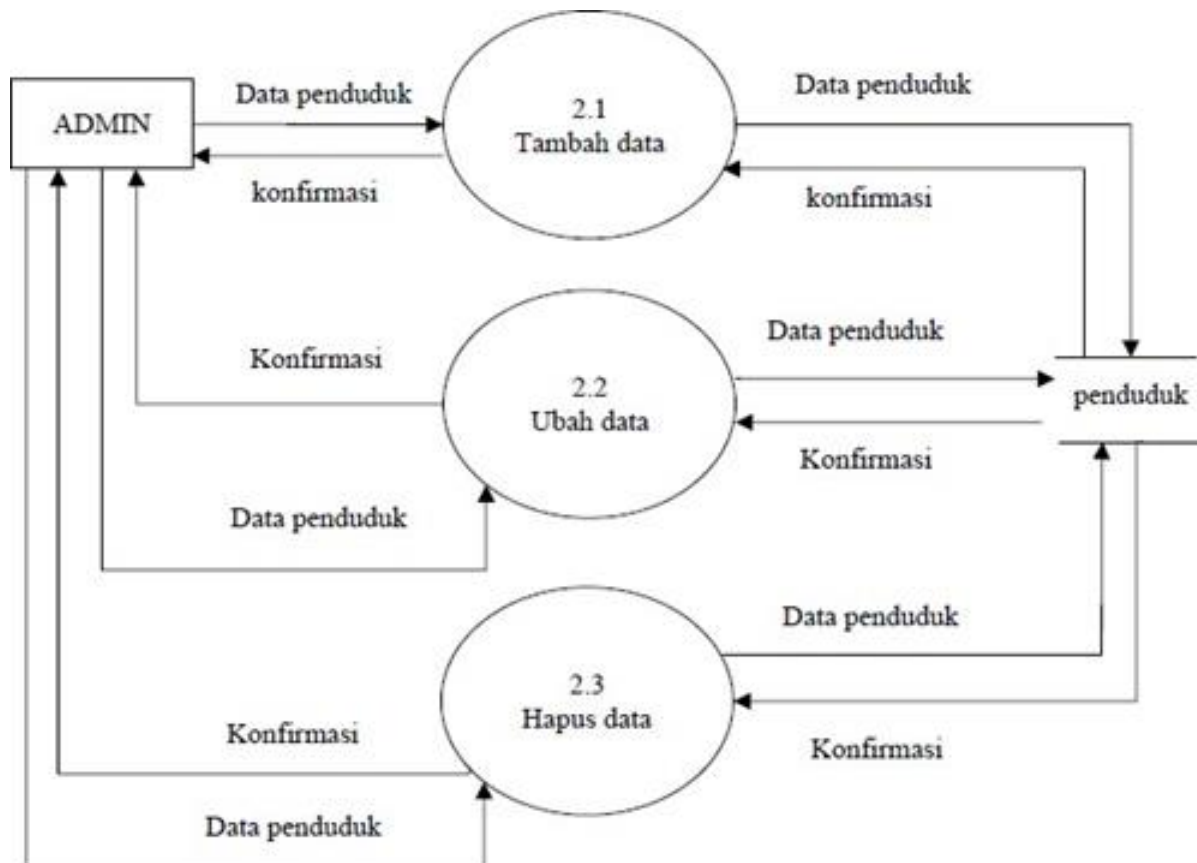 Data penduduk
Data penduduk
ADMIN
2.1
Tambah data
konfirmasi
konfirmasi
Data penduduk
Konfirmasi
2.2
Ubah data
penduduk
Konfirmasi
Data penduduk
Data penduduk
2.3
Hapus data
Konfirmasi
Konfirmasi
Data penduduk